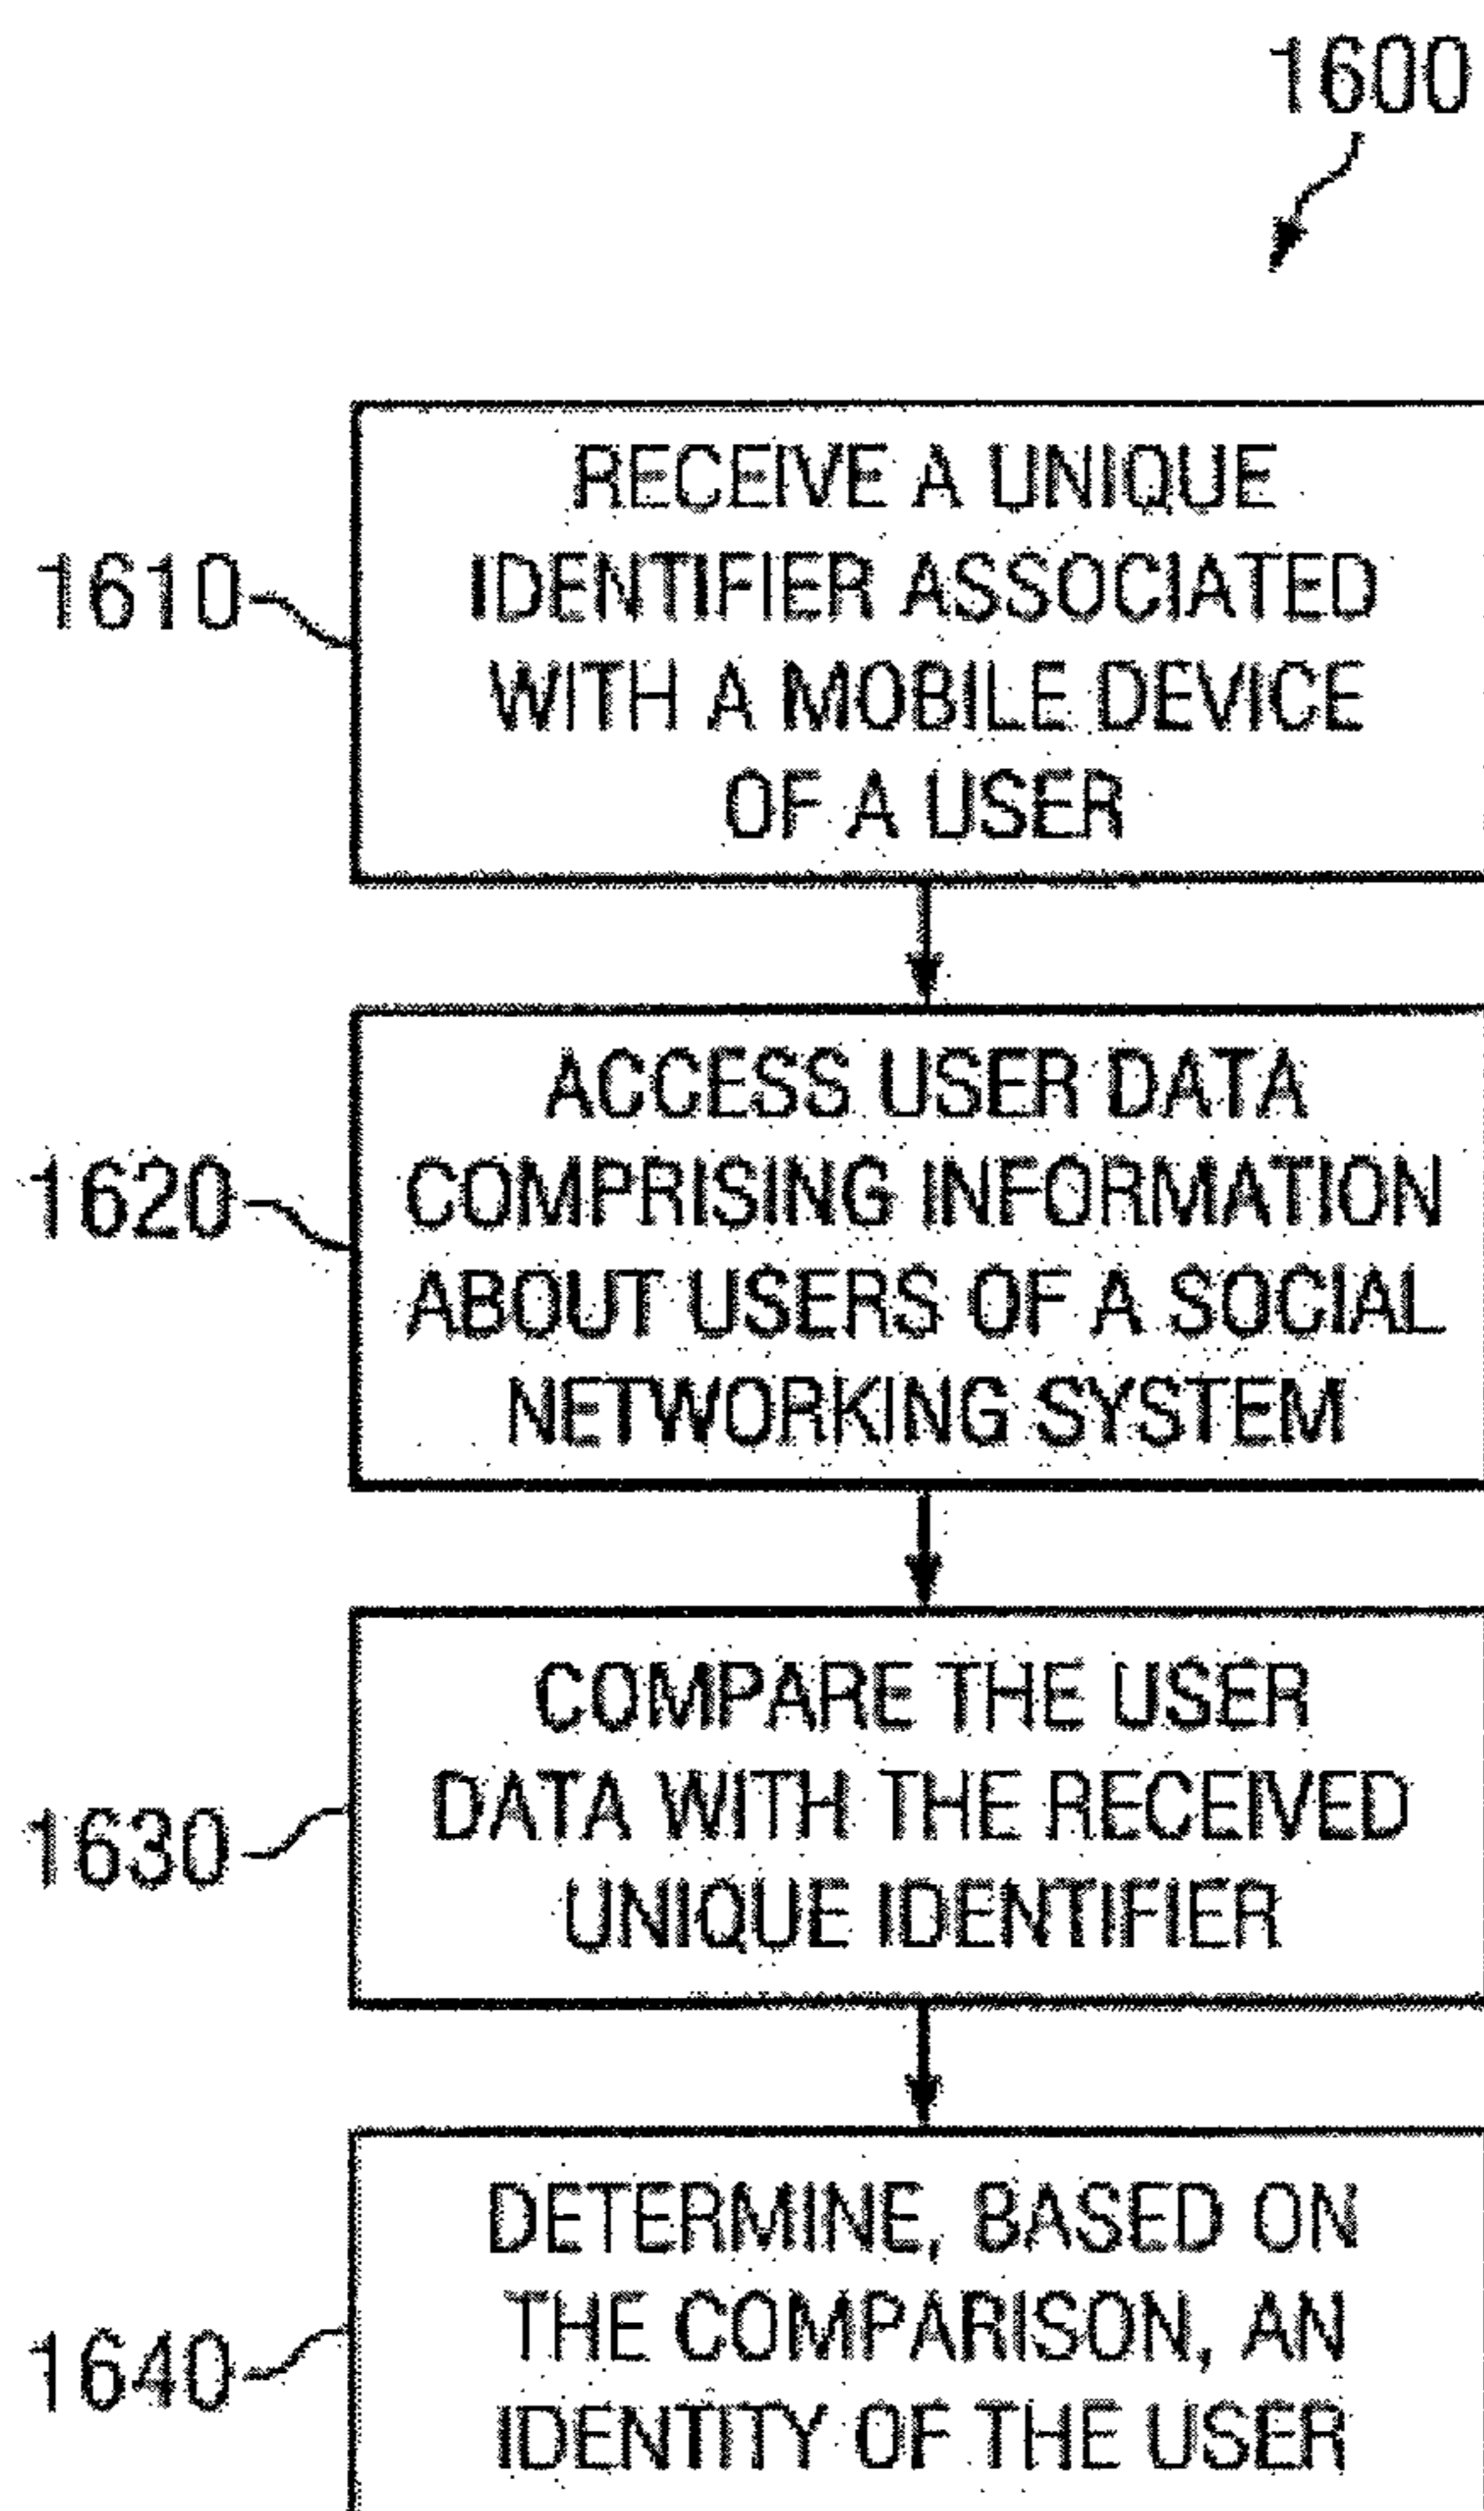 1600
RECEIVE A UNIQUE
IDENTIFIER ASSOCIATED
WITH A MOBILE DEVICE
OF A USER
1610
ACCESS USER DATA
COMPRISING INFORMATION
ABOUT USERS OF A SOCIAL
NETWORKING SYSTEM
1620
COMPARE THE USER
DATA WITH THE RECEIVED
UNIQUE IDENTIFIER
1630
DETERMINE, BASED ON
THE COMPARISON, AN
IDENTITY OF THE USER
1640